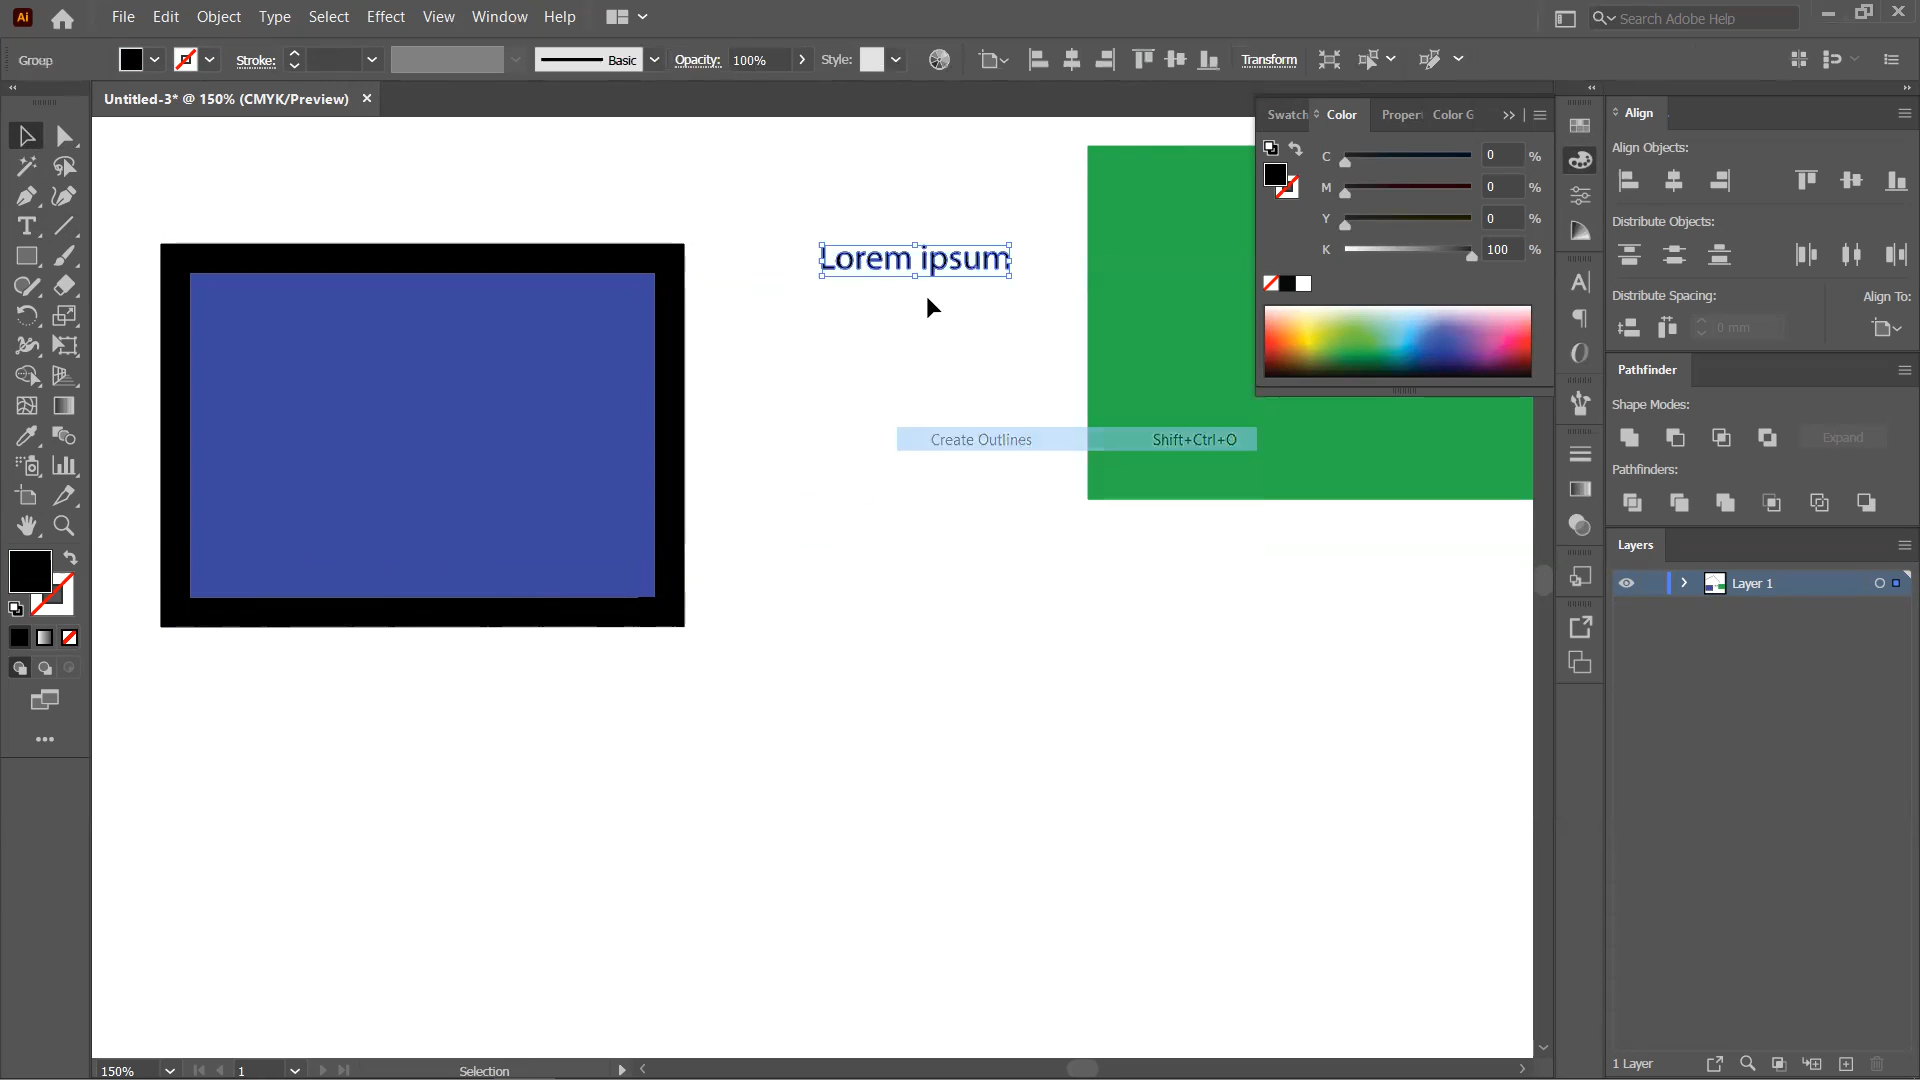 Ai File Edit Object Type Select Effect View Window Help Search Adobe Help
Group Stroke: Basic Opacity: 100% Style: Transform
Untitled-3* @ 150% (CMYK/Preview)
Swatch Color Proper Color G
C 0 %
M 0 %
Y 0 %
K 100 %
Align
Align Objects:
Distribute Objects:
Distribute Spacing: Align To:
0 mm
Pathfinder
Shape Modes:
Expand
Pathfinders:
Layers
Layer 1
Lorem ipsum
Create Outlines Shift+Ctrl+O
150% 1 Selection
1 Layer